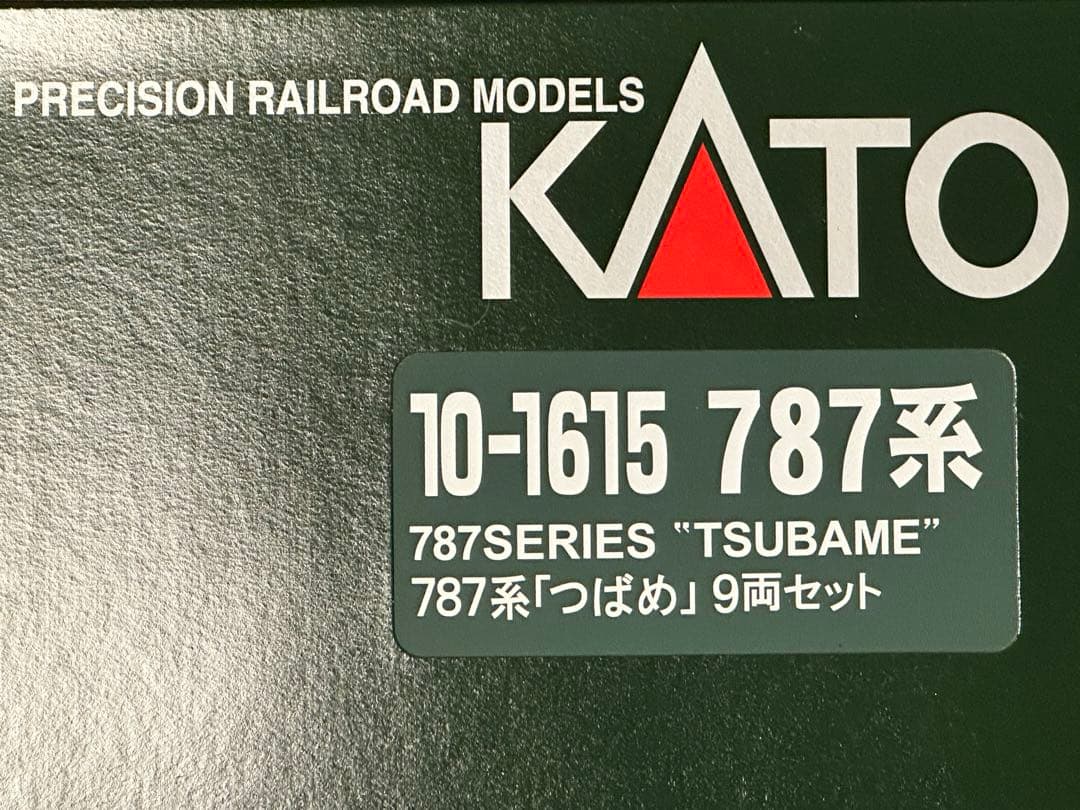 PRECISION RAILROAD MODELS
KATO
10-1615 787系
787SERIES "TSUBAME"
787系「つばめ」9両セット